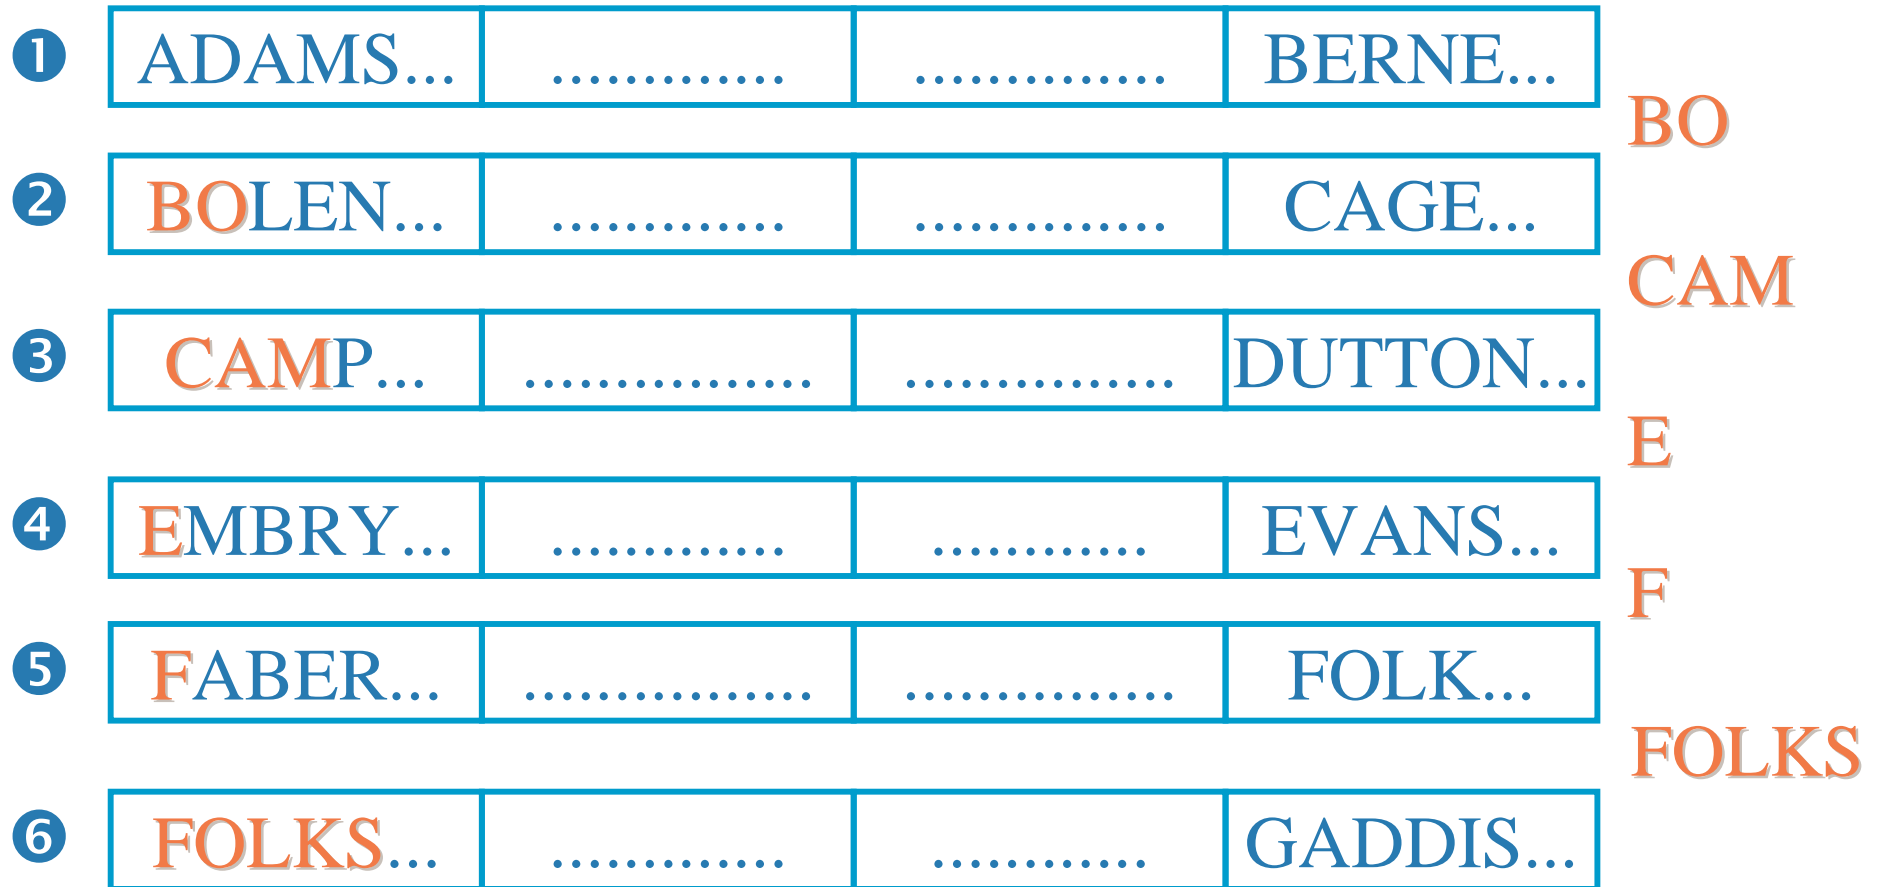 ❶ ADAMS... ............. .............. BERNE...
BO
❷ BOLEN... ............. .............. CAGE...
CAM
❸ CAMP... ................ ............... DUTTON...
E
❹ EMBRY... ............. ............ EVANS...
F
❺ FABER... ................ ............... FOLK...
FOLKS
❻ FOLKS... ............. ............ GADDIS...